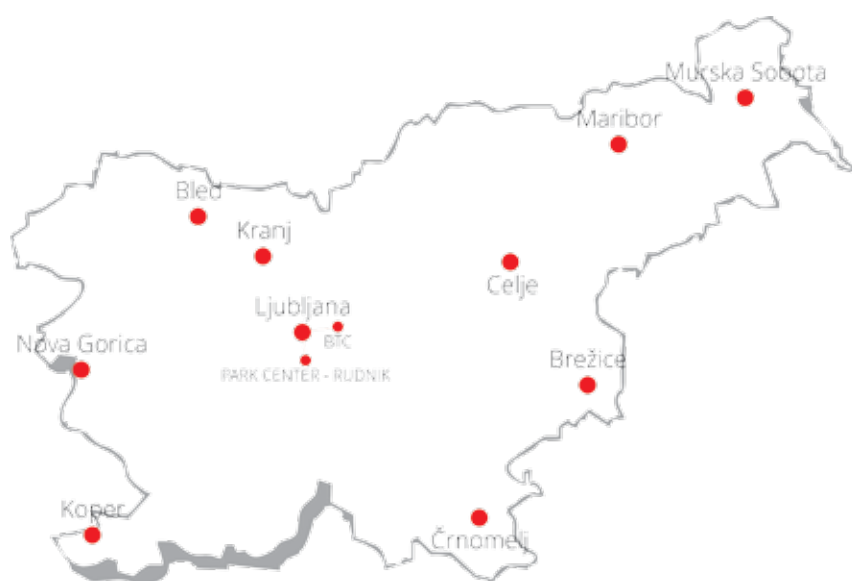 Murska Sobota
Maribor
Bled
Kranj
Celje
Ljubljana
BTC
Nova Gorica
PARK CENTER - RUDNIK
Brežice
Koper
Črnomelj